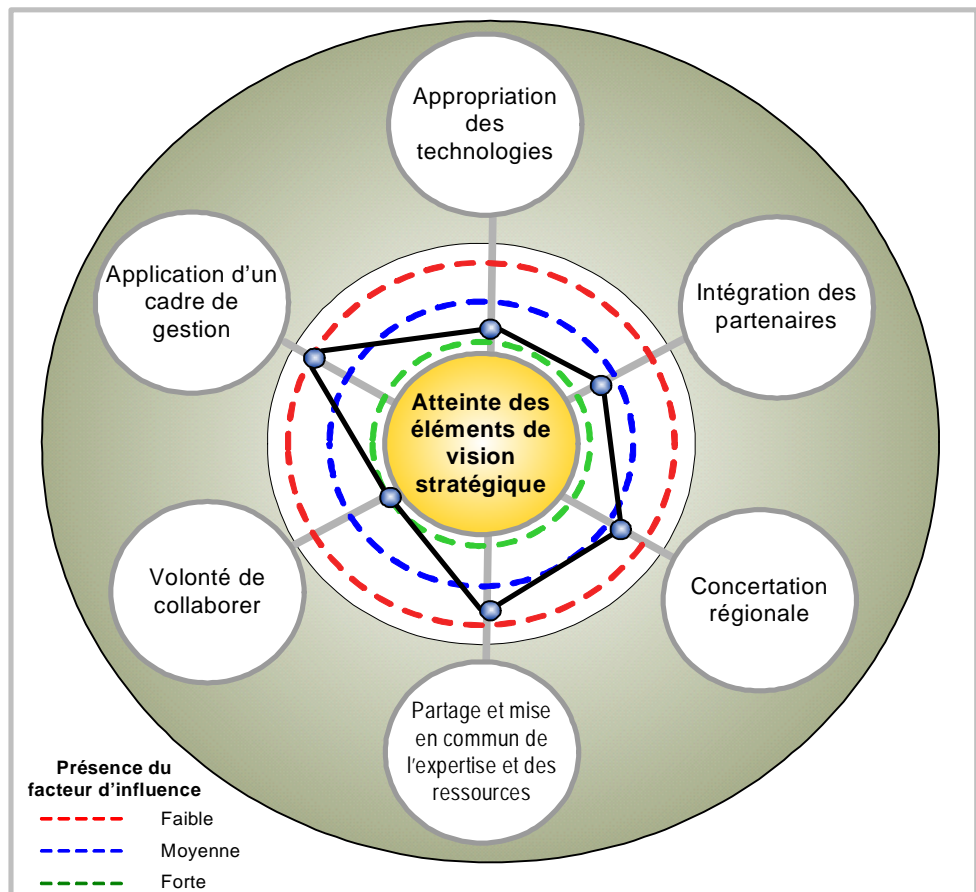 Appropriation
des
technologies
Application d'un
cadre de
gestion
Intégration des
partenaires
Atteinte des
éléments de
vision
stratégique
Volonté de
collaborer
Concertation
régionale
Partage et mise
en commun de
l'expertise et des
ressources
Présence du
facteur d'influence
Faible
Moyenne
Forte